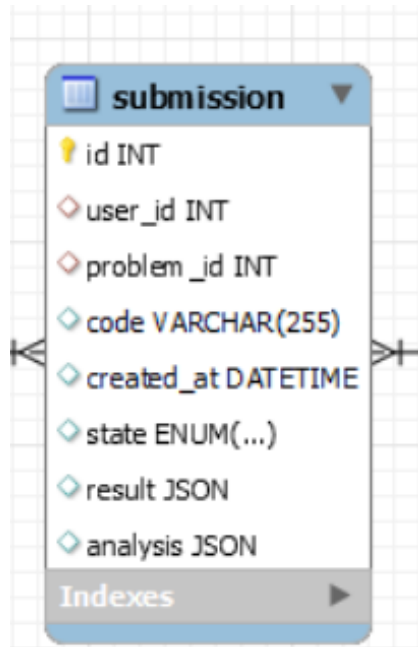 submission
id INT
user_id INT
problem_id INT
code VARCHAR(255)
created_at DATETIME
state ENUM(...)
result JSON
analysis JSON
Indexes